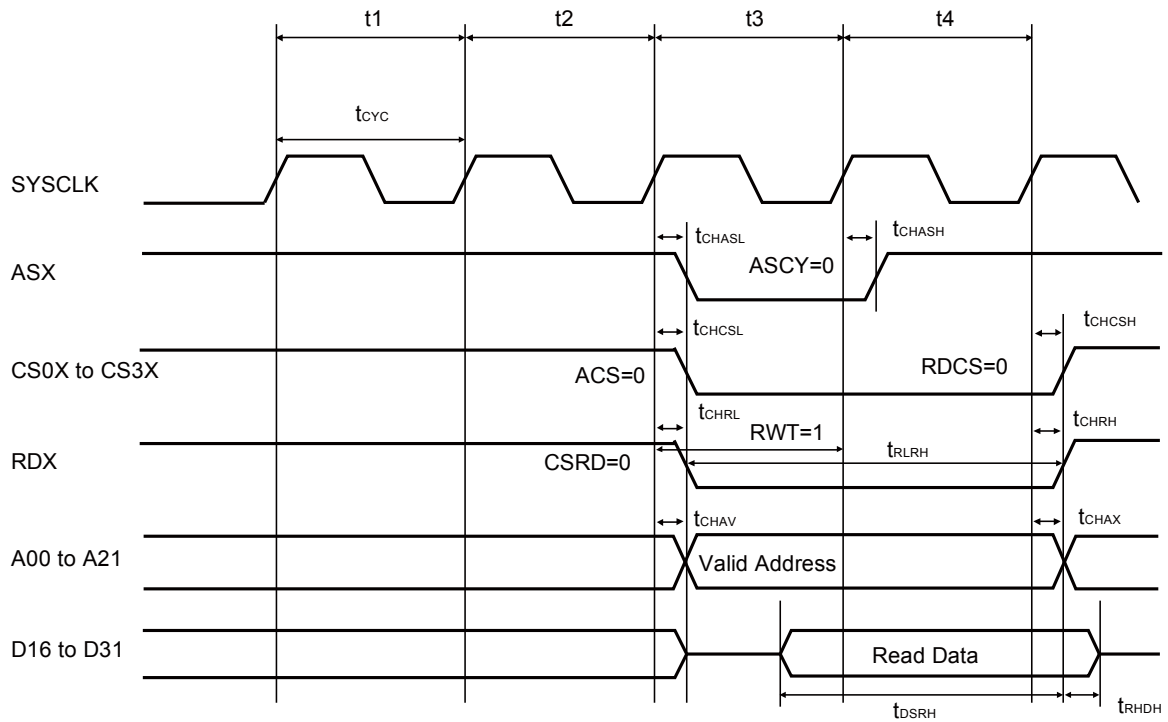 t1 t2 t3 t4
tCYC
SYSCLK
tCHASL tCHASH
ASX ASCY=0
tCHCSL tCHCSH
CS0X to CS3X ACS=0 RDCS=0
tCHRL tCHRH
RWT=1
RDX CSRD=0 tRLRH
tCHAV tCHAX
A00 to A21 Valid Address
D16 to D31 Read Data
tDSRH tRHDH